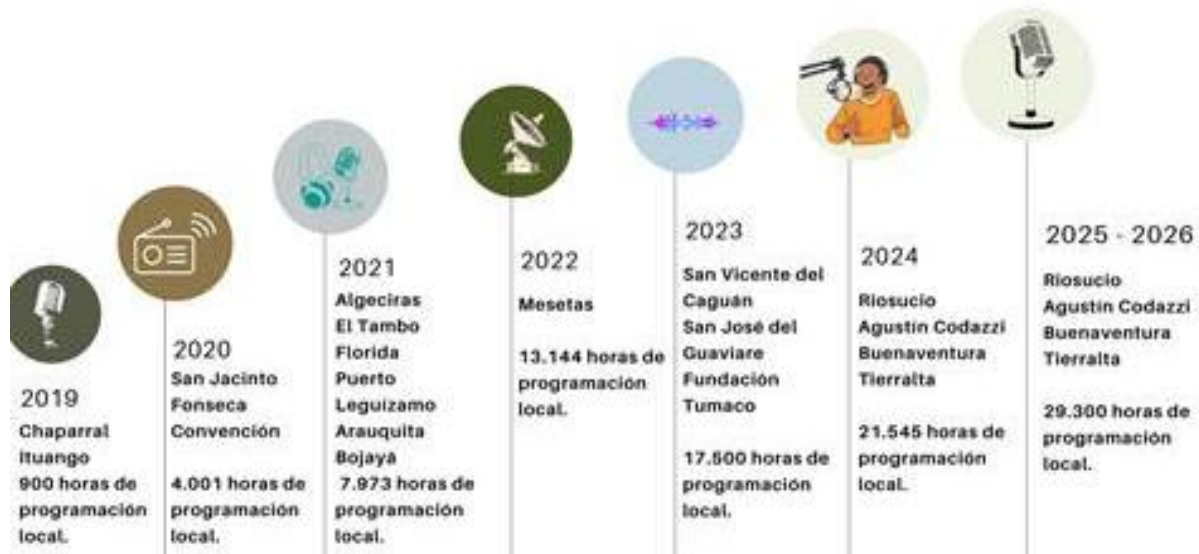 2019
Chaparral
Ituango
900 horas de
programación
local.
2020
San Jacinto
Fonseca
Convención
4.001 horas de
programación
local.
2021
Algeciras
El Tambo
Florida
Puerto
Leguízamo
Arauquita
Bojayá
7.973 horas de
programación
local.
2022
Mesetas
13.144 horas de
programación
local.
2023
San Vicente del
Caguán
San José del
Guaviare
Fundación
Tumaco
17.500 horas de
programación
local.
2024
Riosucio
Agustín Codazzi
Buenaventura
Tierralta
21.545 horas de
programación
local.
2025 - 2026
Riosucio
Agustín Codazzi
Buenaventura
Tierralta
29.300 horas de
programación
local.